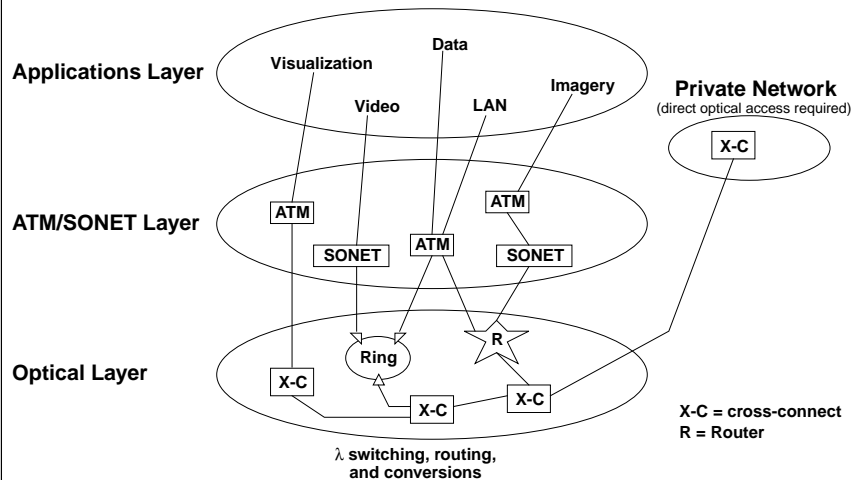 Applications Layer
Visualization
Data
Video
LAN
Imagery
Private Network
(direct optical access required)
X-C
ATM/SONET Layer
ATM
SONET
ATM
ATM
SONET
Optical Layer
Ring
R
X-C
X-C
X-C
λ switching, routing,
and conversions
X-C = cross-connect
R = Router